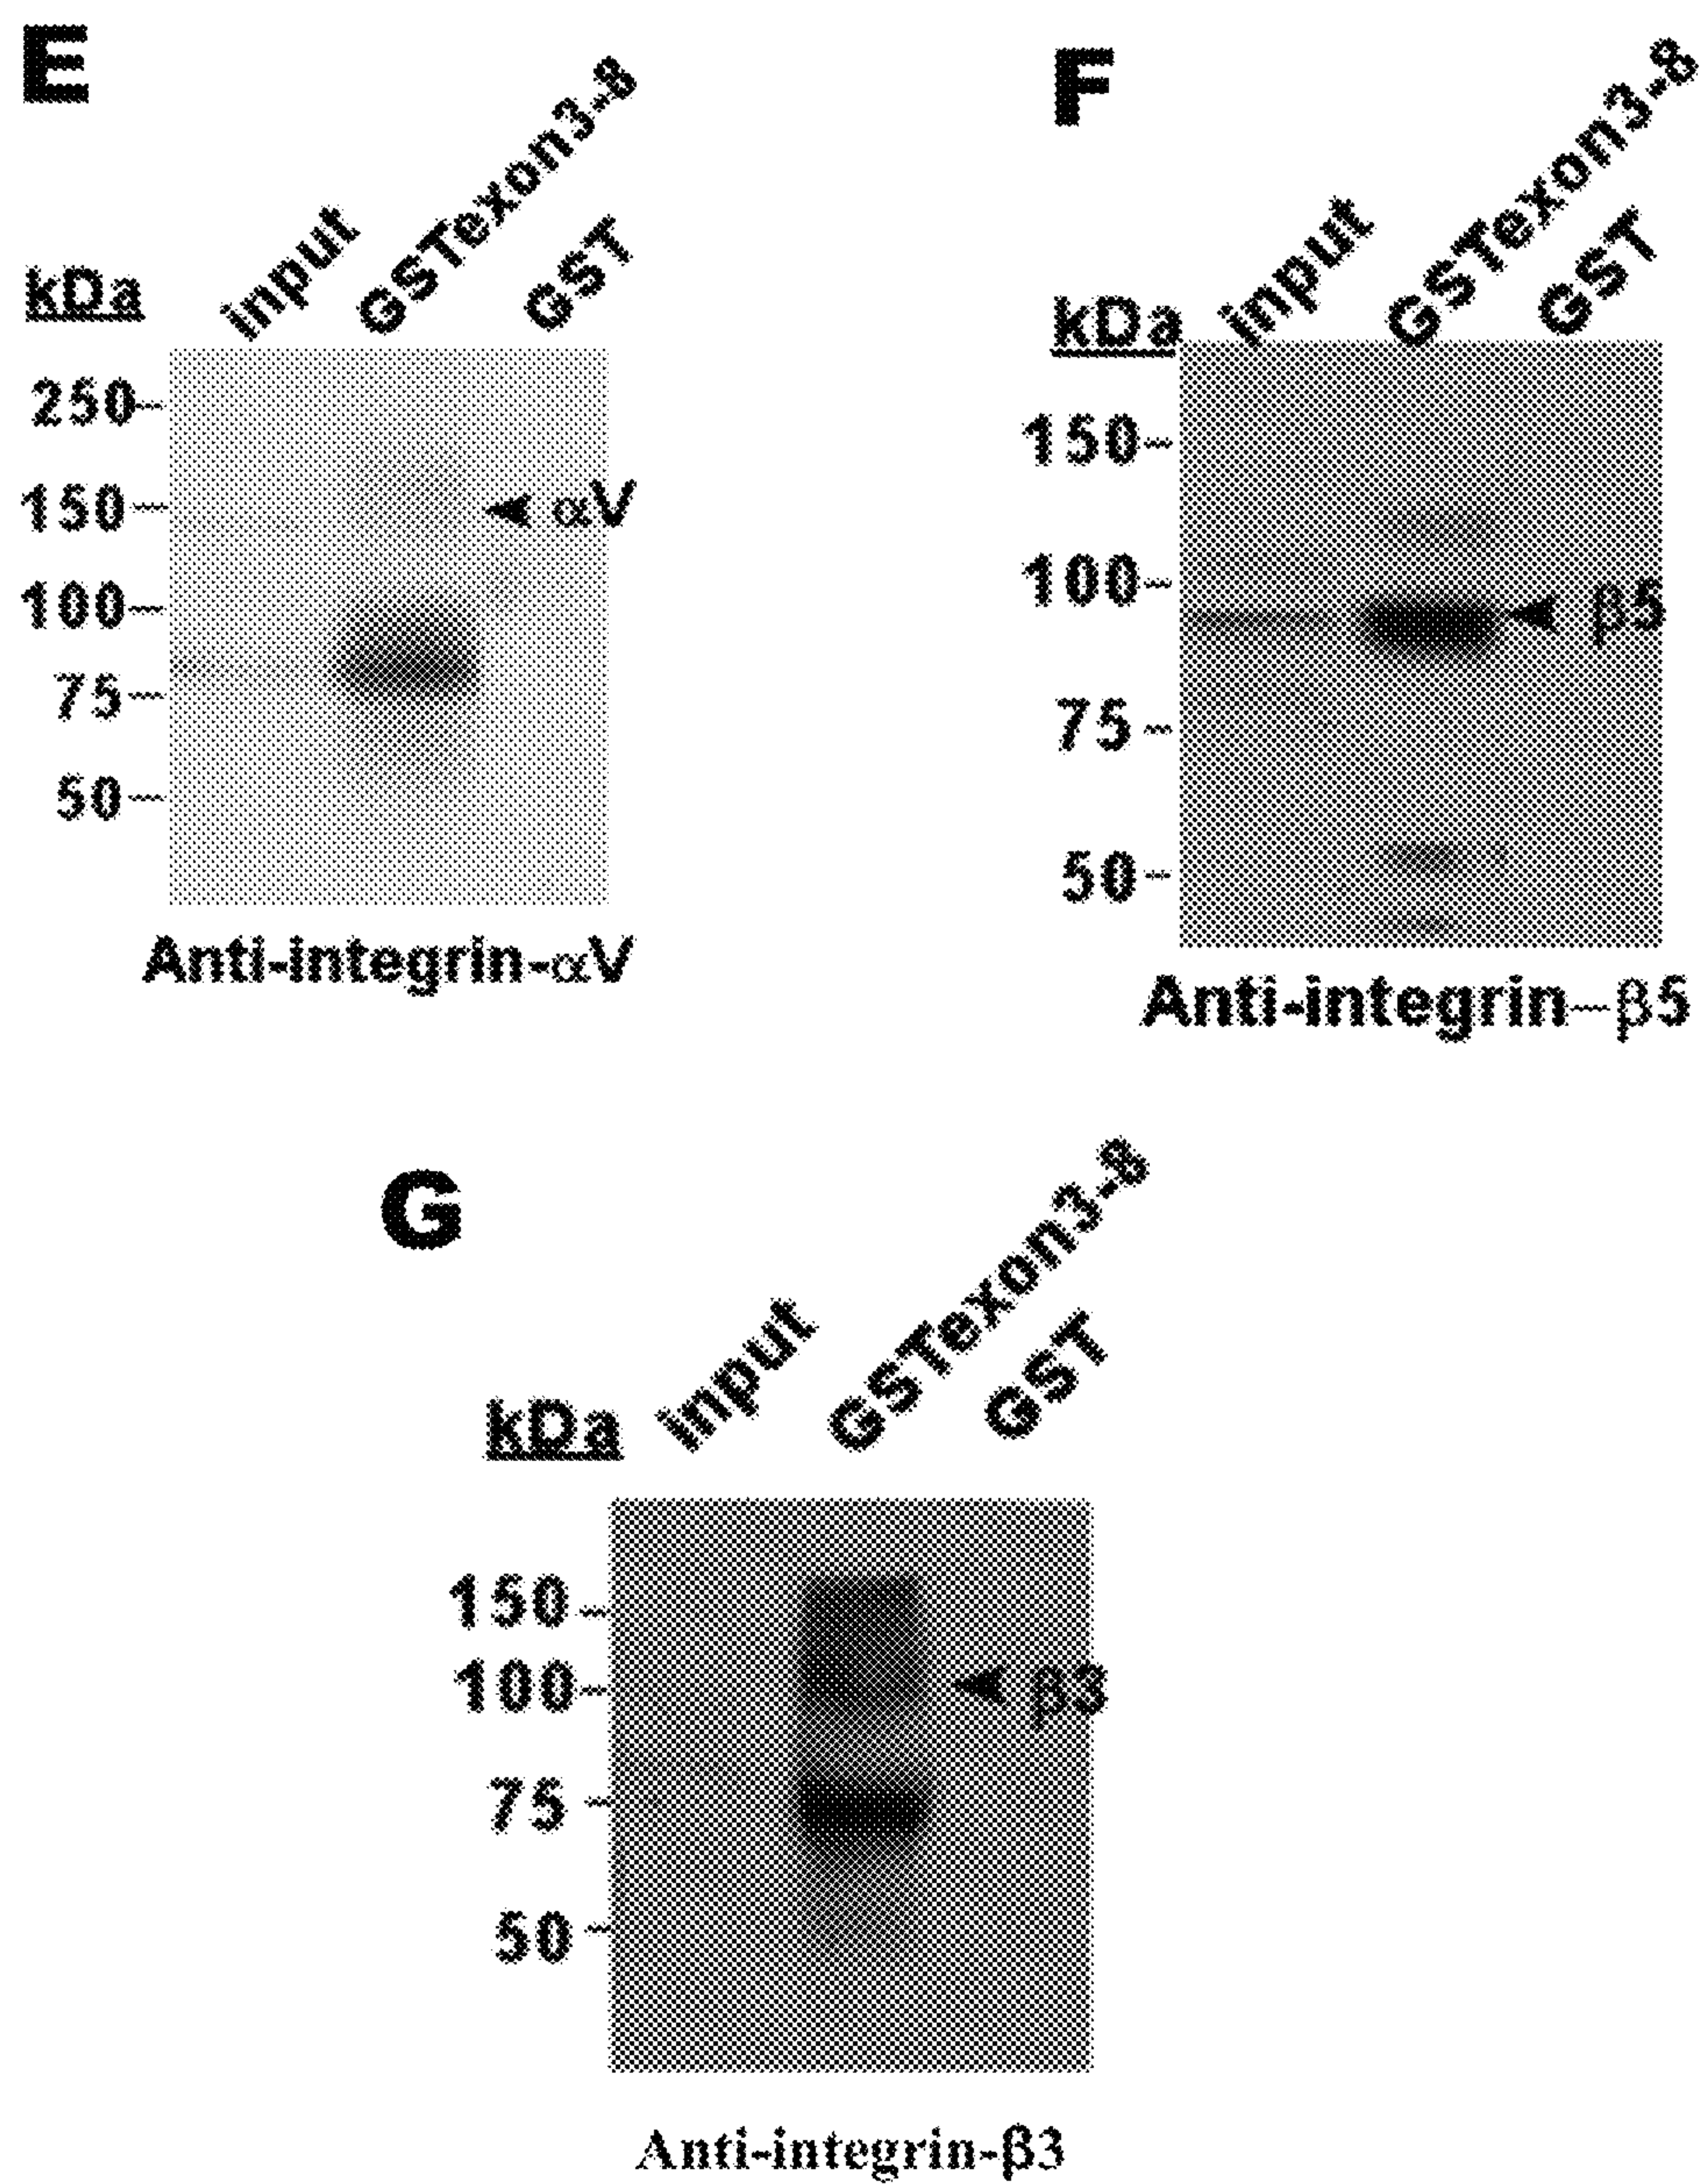 E
input
GSTexon3-8
GST
kDa
250
150
αV
100
75
50
Anti-integrin-αV
F
input
GSTexon3-8
GST
kDa
150
100
β5
75
50
Anti-integrin-β5
G
input
GSTexon3-8
GST
kDa
150
100
β3
75
50
Anti-integrin-β3